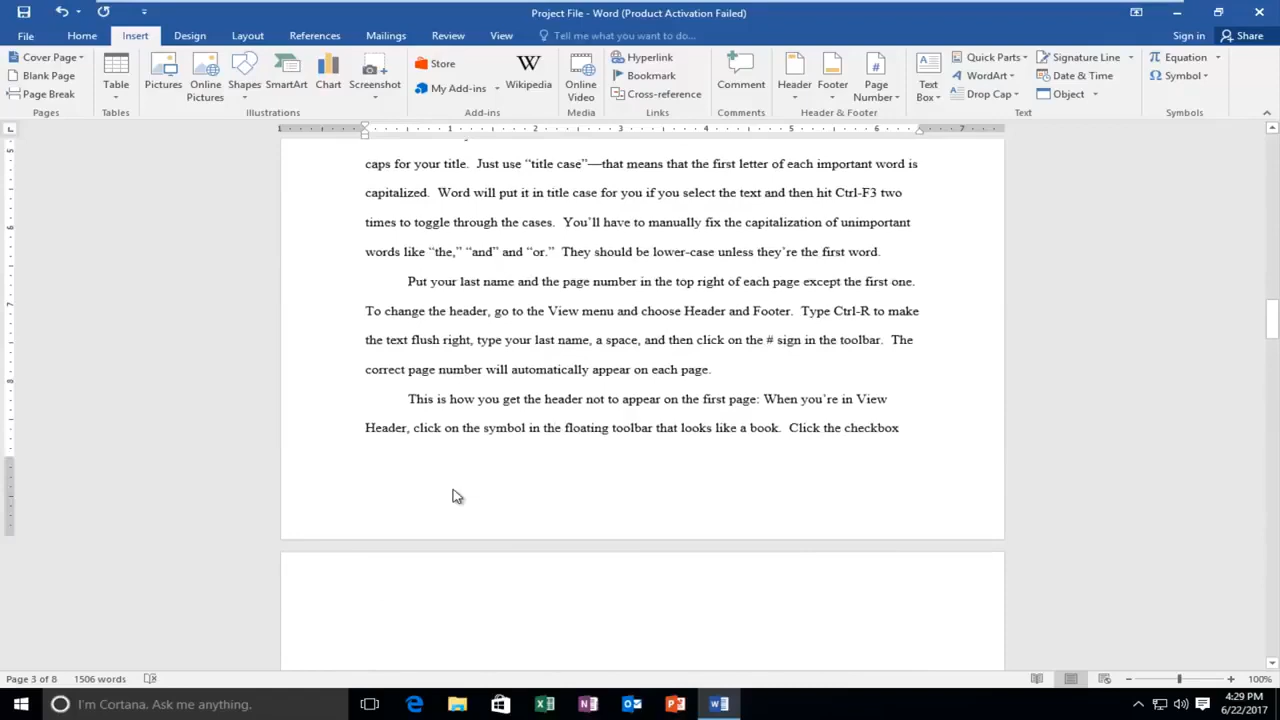 Project File - Word (Product Activation Failed)
File Home Insert Design Layout References Mailings Review View Tell me what you want to do... Sign in Share
Cover Page
Blank Page
Page Break
Pages
Table
Tables
Pictures Online Pictures Shapes SmartArt Chart Screenshot
Illustrations
Store
My Add-ins
Wikipedia
Add-ins
Online Video
Media
Hyperlink
Bookmark
Cross-reference
Links
Comment
Comments
Header Footer Page Number
Header & Footer
Text Box
Quick Parts
WordArt
Drop Cap
Signature Line
Date & Time
Object
Text
Equation
Symbol
Symbols
1 1 2 3 4 5 6 7
caps for your title.  Just use “title case”—that means that the first letter of each important word is
capitalized.  Word will put it in title case for you if you select the text and then hit Ctrl-F3 two
times to toggle through the cases.  You’ll have to manually fix the capitalization of unimportant
words like “the,” “and” and “or.”  They should be lower-case unless they’re the first word.
Put your last name and the page number in the top right of each page except the first one.
To change the header, go to the View menu and choose Header and Footer.  Type Ctrl-R to make
the text flush right, type your last name, a space, and then click on the # sign in the toolbar.  The
correct page number will automatically appear on each page.
This is how you get the header not to appear on the first page: When you’re in View
Header, click on the symbol in the floating toolbar that looks like a book.  Click the checkbox
Page 3 of 8 1506 words 100%
I'm Cortana, Ask me anything.
4:29 PM
6/22/2017